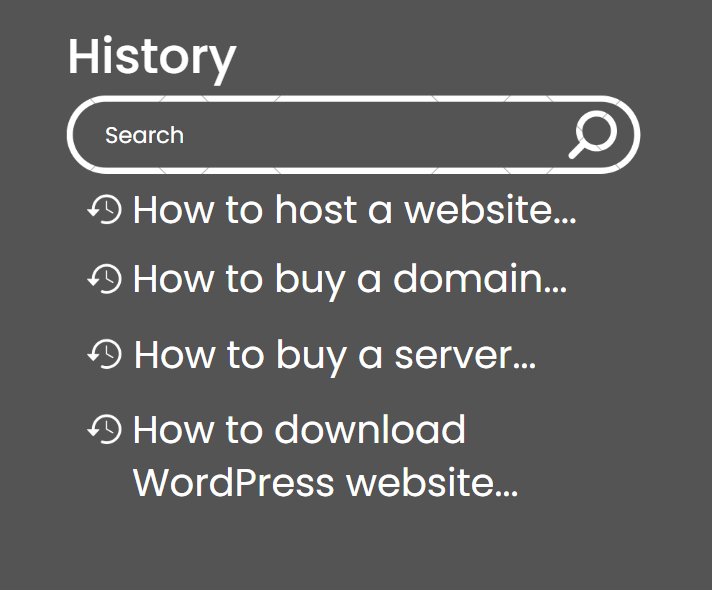 History
Search
How to host a website...
How to buy a domain...
How to buy a server...
How to download
WordPress website...